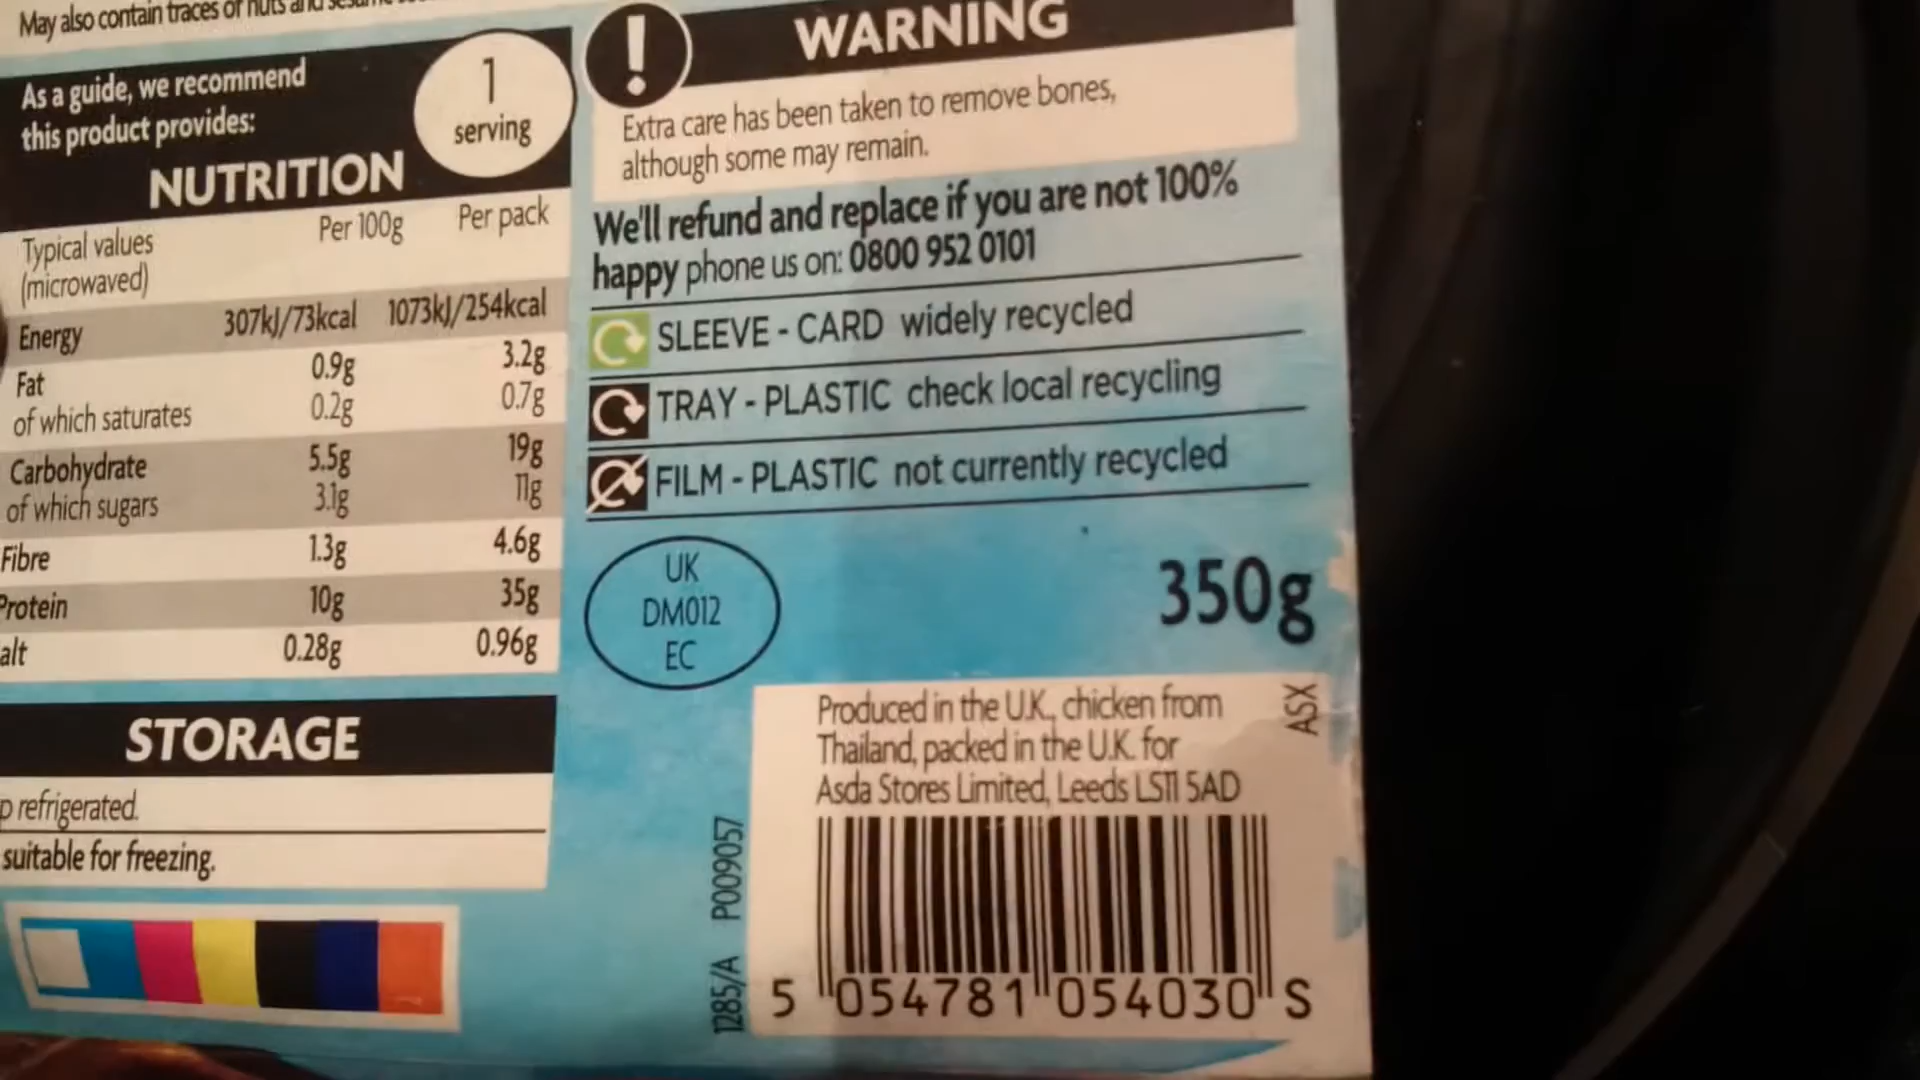 May also contain traces of nuts and
As a guide, we recommend
this product provides:
1
serving
NUTRITION
Typical values
(microwaved)
Per 100g
Per pack
Energy 307kJ/73kcal 1073kJ/254kcal
Fat 0.9g 3.2g
of which saturates 0.2g 0.7g
Carbohydrate 5.5g 19g
of which sugars 3.1g 11g
Fibre 1.3g 4.6g
Protein 10g 35g
alt 0.28g 0.96g
STORAGE
p refrigerated.
suitable for freezing.
!
WARNING
Extra care has been taken to remove bones,
although some may remain.
We'll refund and replace if you are not 100%
happy phone us on: 0800 952 0101
SLEEVE - CARD widely recycled
TRAY - PLASTIC check local recycling
FILM - PLASTIC not currently recycled
UK
DM012
EC
350g
Produced in the U.K., chicken from
Thailand, packed in the U.K. for
Asda Stores Limited, Leeds LS11 5AD
ASX
1285/A P009057
5 054781 054030 S